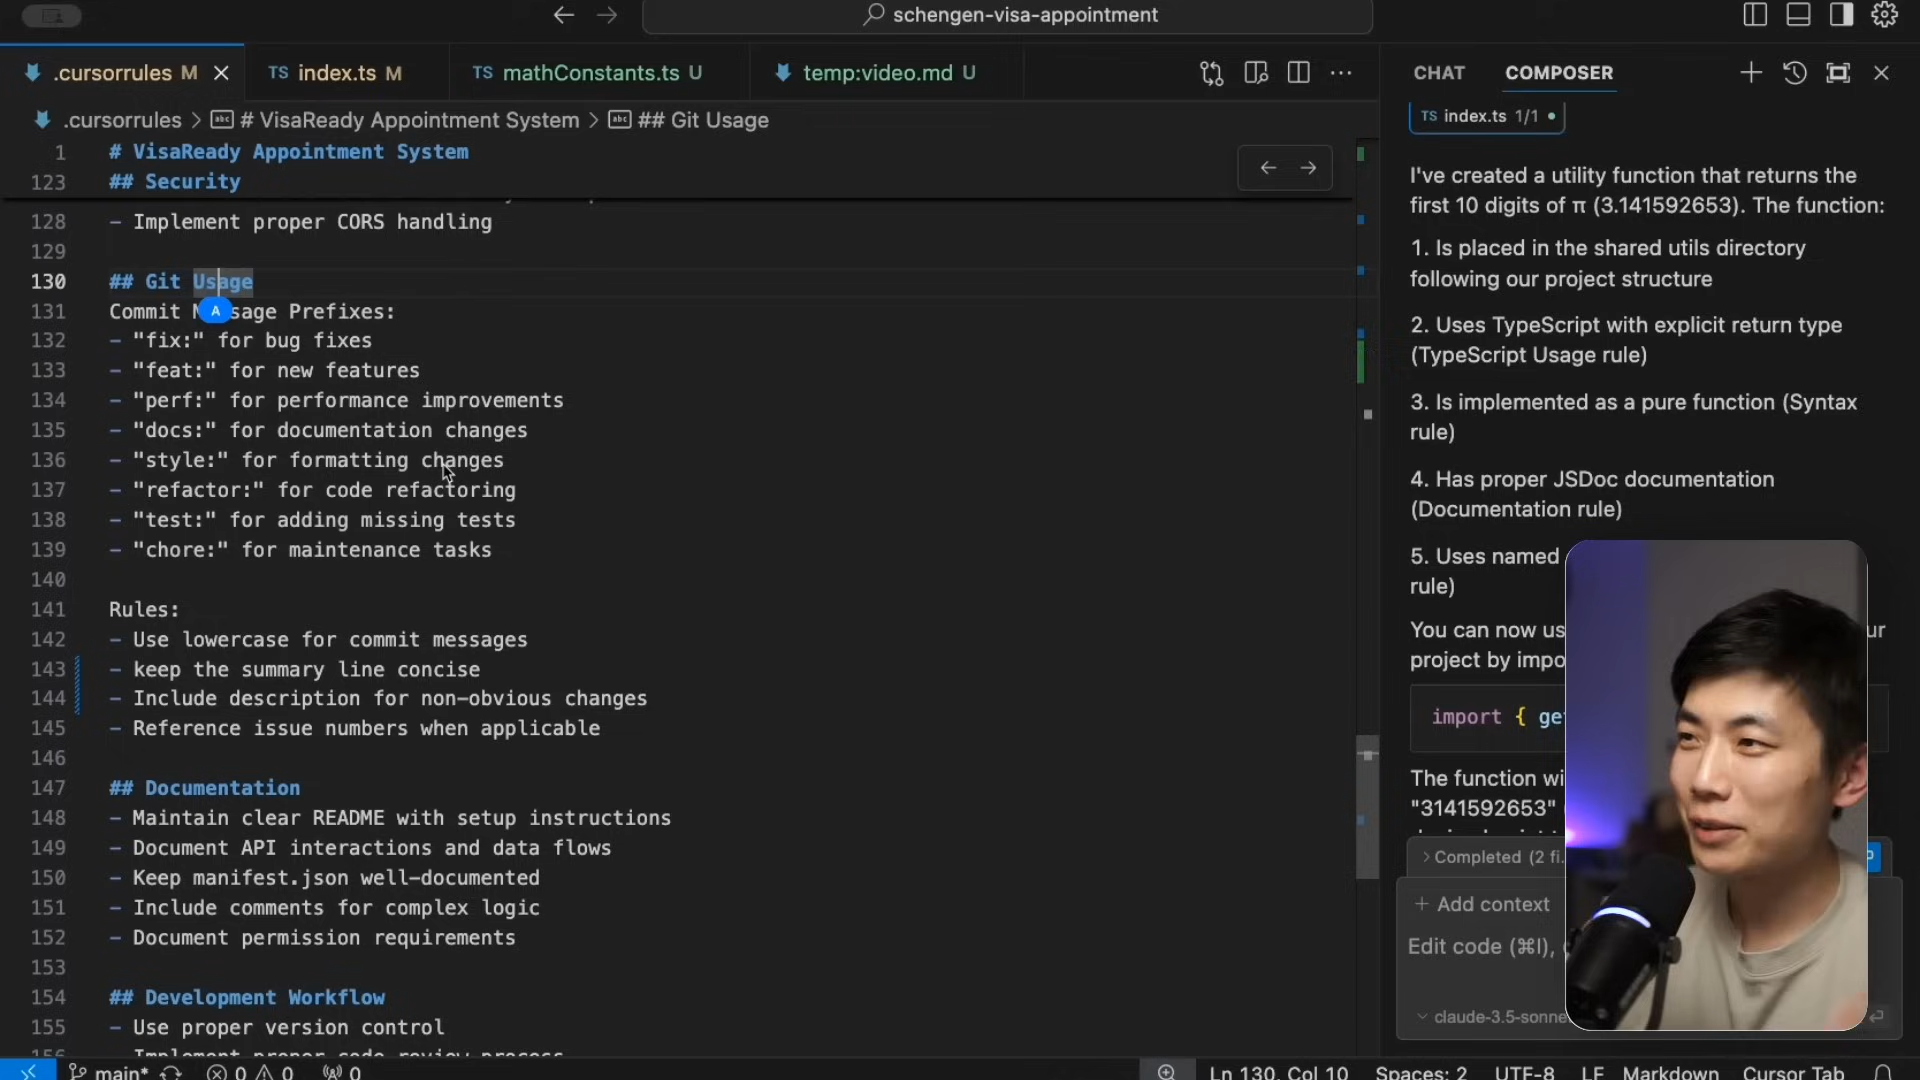 schengen-visa-appointment
.cursorrules M
TS index.ts M
TS mathConstants.ts U
temp:video.md U
CHAT
COMPOSER
.cursorrules > # VisaReady Appointment System > ## Git Usage
TS index.ts 1/1
1 # VisaReady Appointment System
123 ## Security
128 - Implement proper CORS handling
129
130 ## Git Usage
131 Commit M sage Prefixes:
A
132 - "fix:" for bug fixes
133 - "feat:" for new features
134 - "perf:" for performance improvements
135 - "docs:" for documentation changes
136 - "style:" for formatting changes
137 - "refactor:" for code refactoring
138 - "test:" for adding missing tests
139 - "chore:" for maintenance tasks
140
141 Rules:
142 - Use lowercase for commit messages
143 - keep the summary line concise
144 - Include description for non-obvious changes
145 - Reference issue numbers when applicable
146
147 ## Documentation
148 - Maintain clear README with setup instructions
149 - Document API interactions and data flows
150 - Keep manifest.json well-documented
151 - Include comments for complex logic
152 - Document permission requirements
153
154 ## Development Workflow
155 - Use proper version control
156 - Implement proper code review process
I've created a utility function that returns the
first 10 digits of π (3.141592653). The function:
1. Is placed in the shared utils directory
following our project structure
2. Uses TypeScript with explicit return type
(TypeScript Usage rule)
3. Is implemented as a pure function (Syntax
rule)
4. Has proper JSDoc documentation
(Documentation rule)
5. Uses named
rule)
You can now us ur
project by impo
import { ge
The function wi
"3141592653"
> Completed (2 fi
+ Add context
Edit code (⌘I),
claude-3.5-sonne
main* 0 0 0
Ln 130, Col 10 Spaces: 2 UTF-8 LF Markdown Cursor Tab